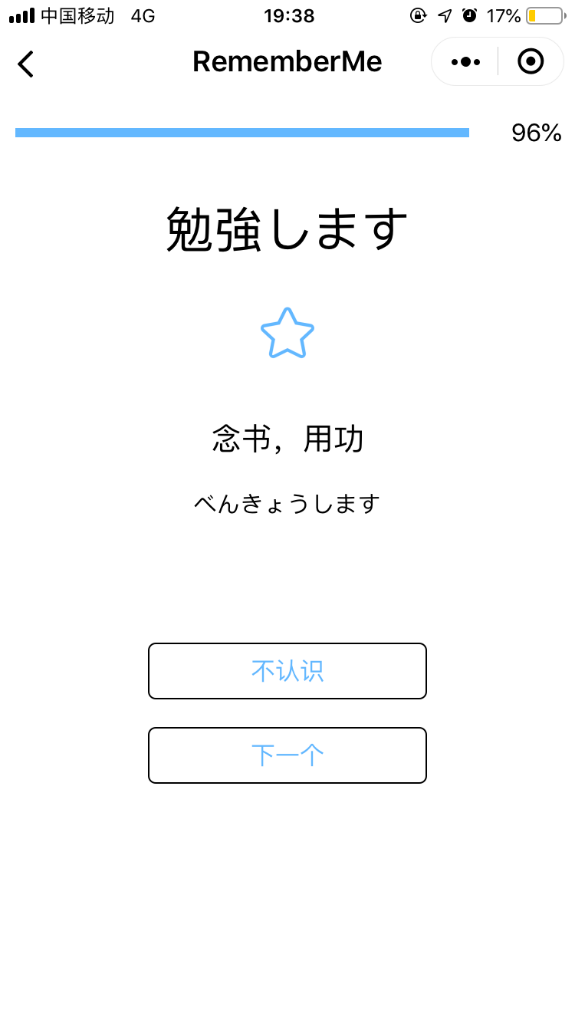 中国移动 4G 19:38 17%
RememberMe
96%
勉強します
念书，用功
べんきょうします
不认识
下一个